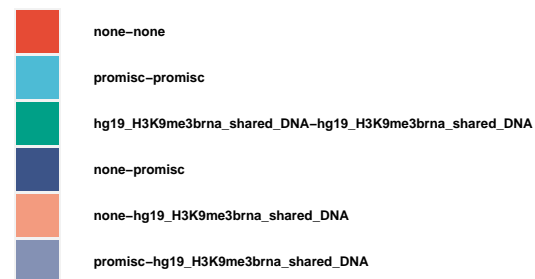 none–none
promisc–promisc
hg19_H3K9me3brna_shared_DNA–hg19_H3K9me3brna_shared_DNA
none–promisc
none–hg19_H3K9me3brna_shared_DNA
promisc–hg19_H3K9me3brna_shared_DNA